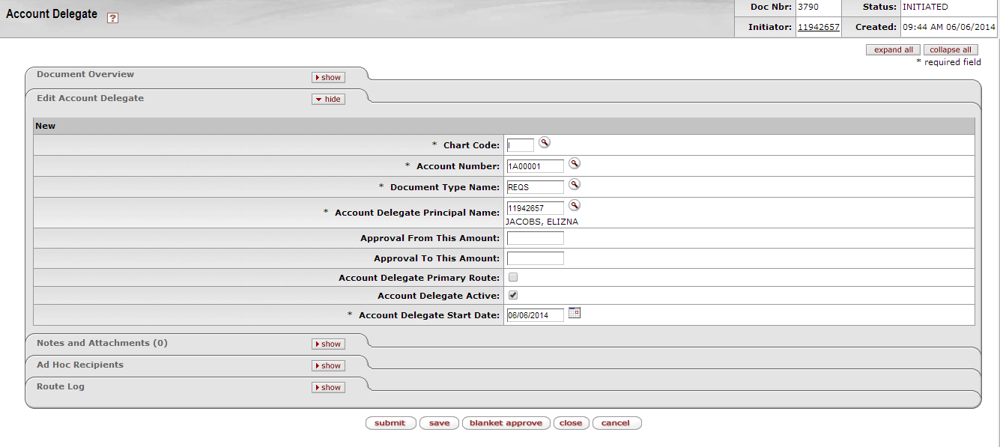 Account Delegate ?
Doc Nbr: 3790 Status: INITIATED
Initiator: 11942657 Created: 09:44 AM 06/06/2014
expand all collapse all
* required field
Document Overview show
Edit Account Delegate hide
New
* Chart Code: I
* Account Number: 1A00001
* Document Type Name: REQS
* Account Delegate Principal Name: 11942657
JACOBS, ELIZNA
Approval From This Amount:
Approval To This Amount:
Account Delegate Primary Route:
Account Delegate Active:
* Account Delegate Start Date: 06/06/2014
Notes and Attachments (0) show
Ad Hoc Recipients show
Route Log show
submit save blanket approve close cancel